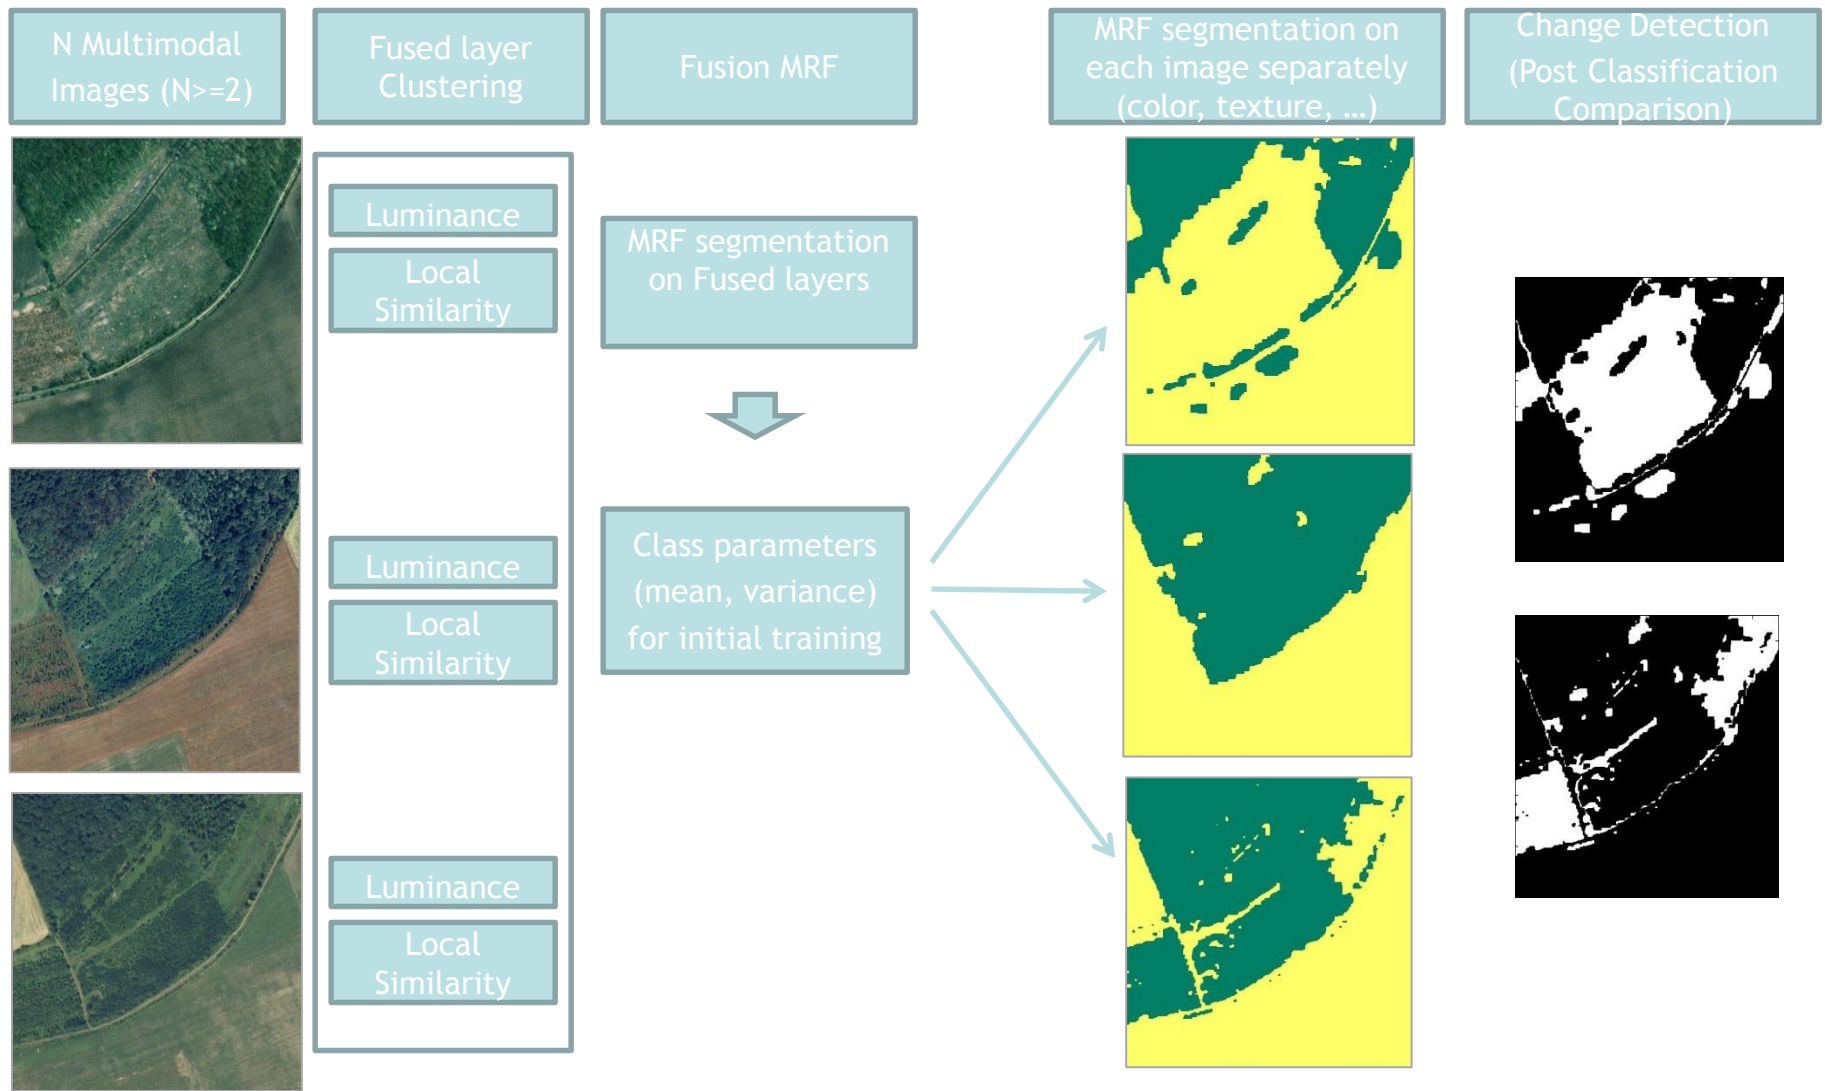 N Multimodal
Images (N>=2)
Fused layer
Clustering
Fusion MRF
MRF segmentation on
each image separately
(color, texture, …)
Change Detection
(Post Classification
Comparison)
Luminance
Local
Similarity
MRF segmentation
on Fused layers
Luminance
Local
Similarity
Class parameters
(mean, variance)
for initial training
Luminance
Local
Similarity